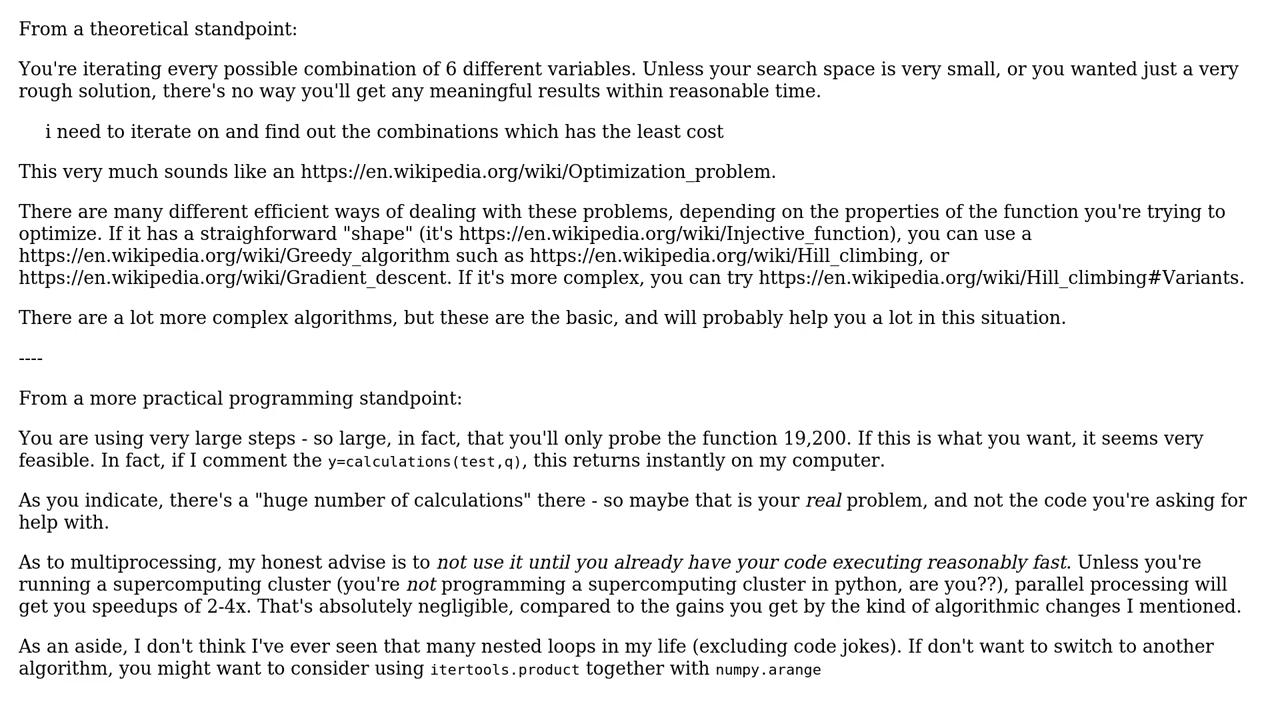 From a theoretical standpoint:
You're iterating every possible combination of 6 different variables. Unless your search space is very small, or you wanted just a very
rough solution, there's no way you'll get any meaningful results within reasonable time.
i need to iterate on and find out the combinations which has the least cost
This very much sounds like an https://en.wikipedia.org/wiki/Optimization_problem.
There are many different efficient ways of dealing with these problems, depending on the properties of the function you're trying to
optimize. If it has a straighforward "shape" (it's https://en.wikipedia.org/wiki/Injective_function), you can use a
https://en.wikipedia.org/wiki/Greedy_algorithm such as https://en.wikipedia.org/wiki/Hill_climbing, or
https://en.wikipedia.org/wiki/Gradient_descent. If it's more complex, you can try https://en.wikipedia.org/wiki/Hill_climbing#Variants.
There are a lot more complex algorithms, but these are the basic, and will probably help you a lot in this situation.
----
From a more practical programming standpoint:
You are using very large steps - so large, in fact, that you'll only probe the function 19,200. If this is what you want, it seems very
feasible. In fact, if I comment the y=calculations(test,q), this returns instantly on my computer.
As you indicate, there's a "huge number of calculations" there - so maybe that is your real problem, and not the code you're asking for
help with.
As to multiprocessing, my honest advise is to not use it until you already have your code executing reasonably fast. Unless you're
running a supercomputing cluster (you're not programming a supercomputing cluster in python, are you??), parallel processing will
get you speedups of 2-4x. That's absolutely negligible, compared to the gains you get by the kind of algorithmic changes I mentioned.
As an aside, I don't think I've ever seen that many nested loops in my life (excluding code jokes). If don't want to switch to another
algorithm, you might want to consider using itertools.product together with numpy.arange